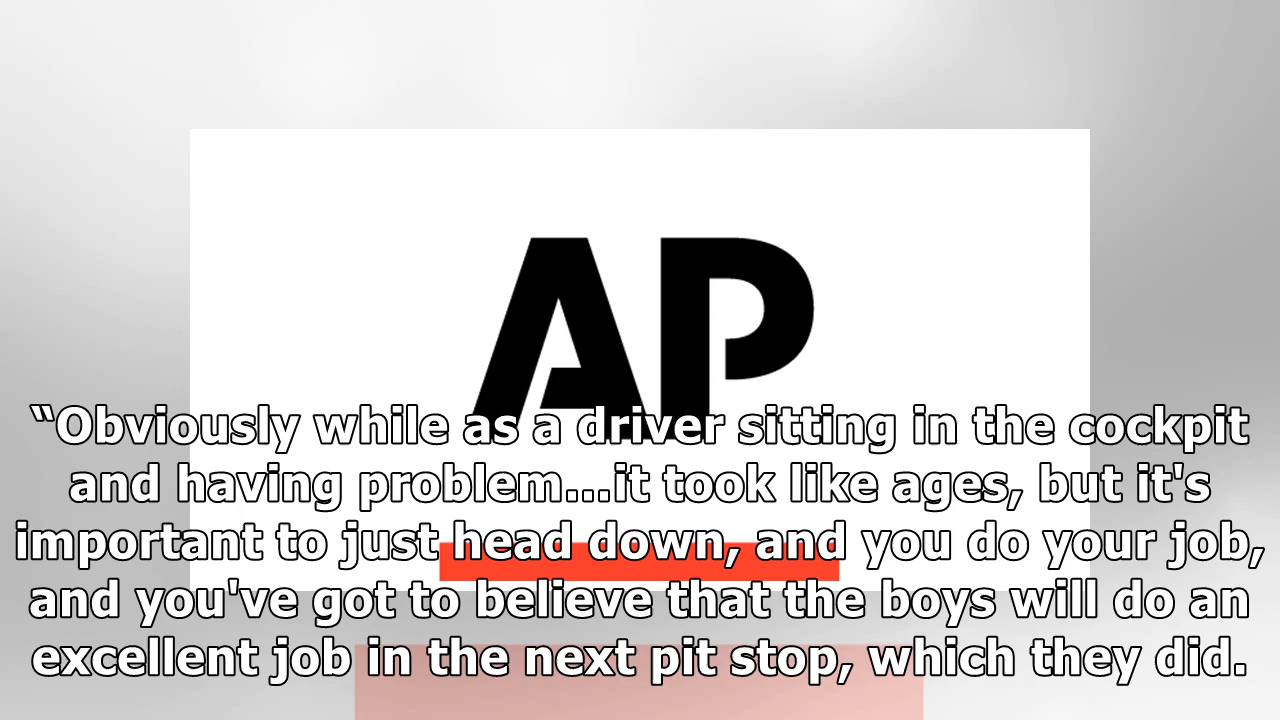 AP
“Obviously while as a driver sitting in the cockpit
and having problem...it took like ages, but it's
important to just head down, and you do your job,
and you've got to believe that the boys will do an
excellent job in the next pit stop, which they did.